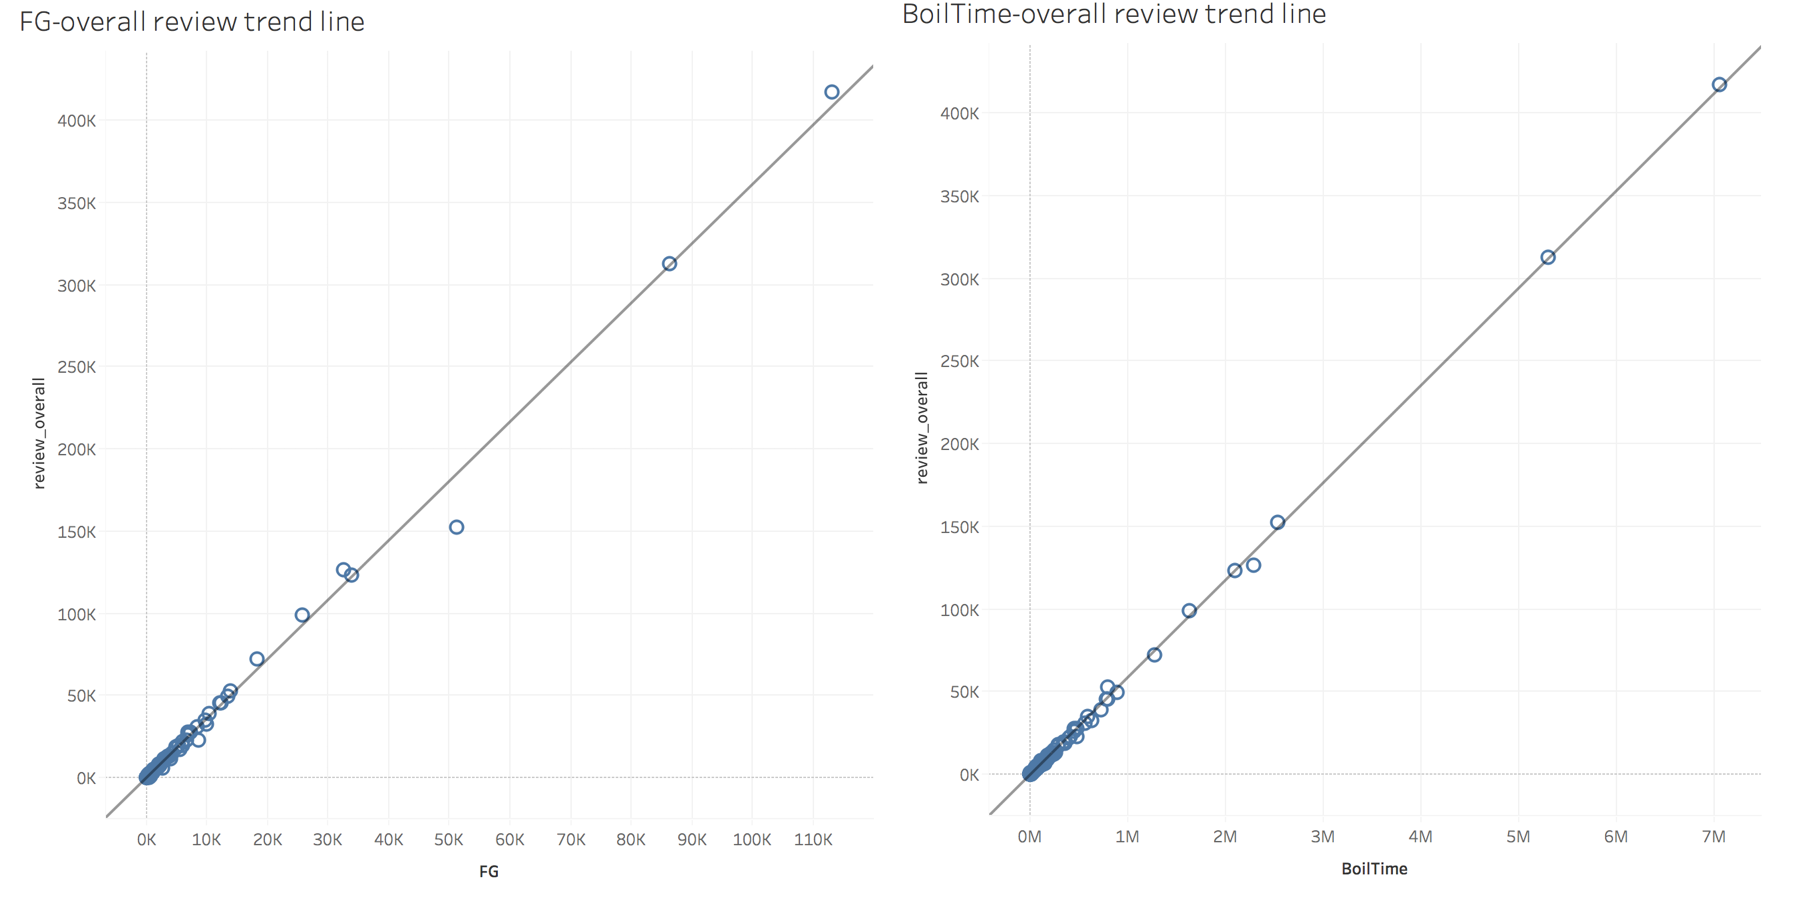 FG-overall review trend line
400K
350K
300K
250K
200K
150K
100K
50K
0K
review_overall
0K 10K 20K 30K 40K 50K 60K 70K 80K 90K 100K 110K
FG
BoilTime-overall review trend line
400K
350K
300K
250K
200K
150K
100K
50K
0K
review_overall
0M 1M 2M 3M 4M 5M 6M 7M
BoilTime